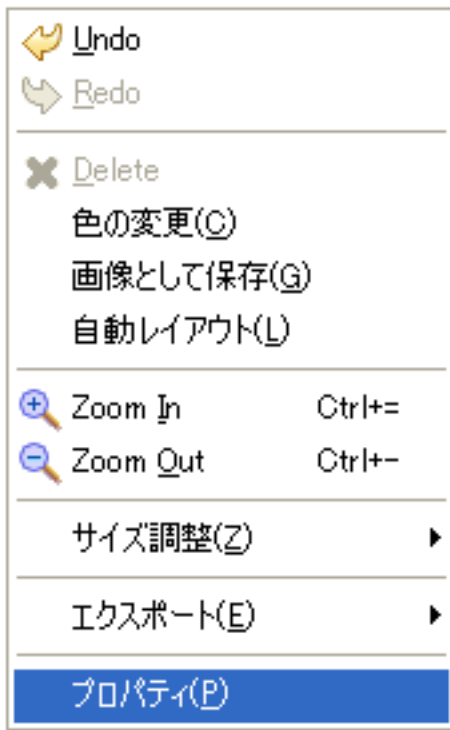 Undo
Redo
Delete
色の変更(C)
画像として保存(G)
自動レイアウト(L)
Zoom In Ctrl+=
Zoom Out Ctrl+-
サイズ調整(Z)
エクスポート(E)
プロパティ(P)